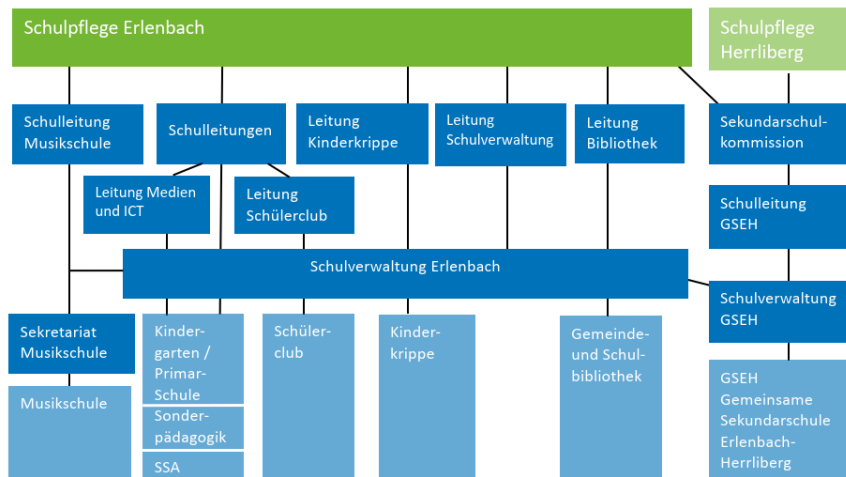 Schulpflege Erlenbach
Schulpflege
Herrliberg
Schulleitung
Musikschule
Schulleitungen
Leitung
Kinderkrippe
Leitung
Schulverwaltung
Leitung
Bibliothek
Sekundarschul-
kommission
Leitung Medien
und ICT
Leitung
Schülerclub
Schulleitung
GSEH
Schulverwaltung Erlenbach
Schulverwaltung
GSEH
Sekretariat
Musikschule
Kinder-
garten /
Primar-
Schule
Schüler-
club
Kinder-
krippe
Gemeinde-
und Schul-
bibliothek
Musikschule
Sonder-
pädagogik
SSA
GSEH
Gemeinsame
Sekundarschule
Erlenbach-
Herrliberg